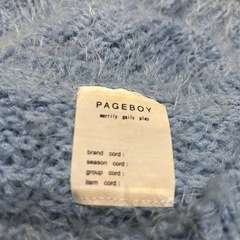 PAGEBOY
merrily gaily play
brand cord :
season cord :
group cord :
item cord :